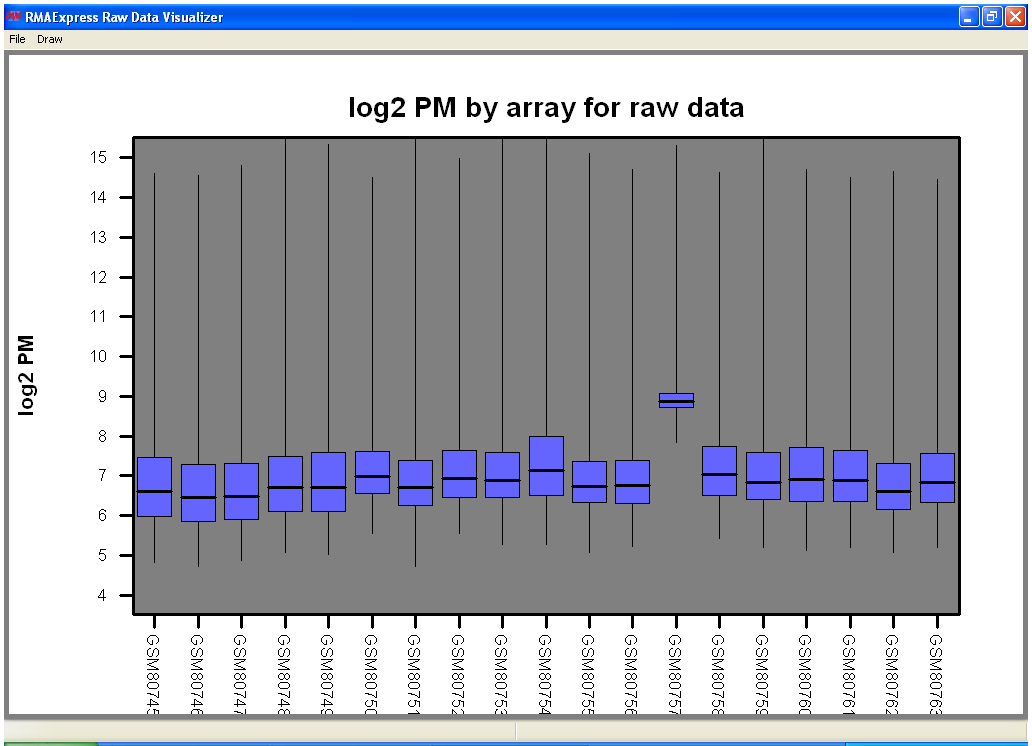 RMAExpress Raw Data Visualizer
File Draw
log2 PM by array for raw data
15
14
13
12
11
10
9
8
7
6
5
4
log2 PM
GSM80745
GSM80746
GSM80747
GSM80748
GSM80749
GSM80750
GSM80751
GSM80752
GSM80753
GSM80754
GSM80755
GSM80756
GSM80757
GSM80758
GSM80759
GSM80760
GSM80761
GSM80762
GSM80763